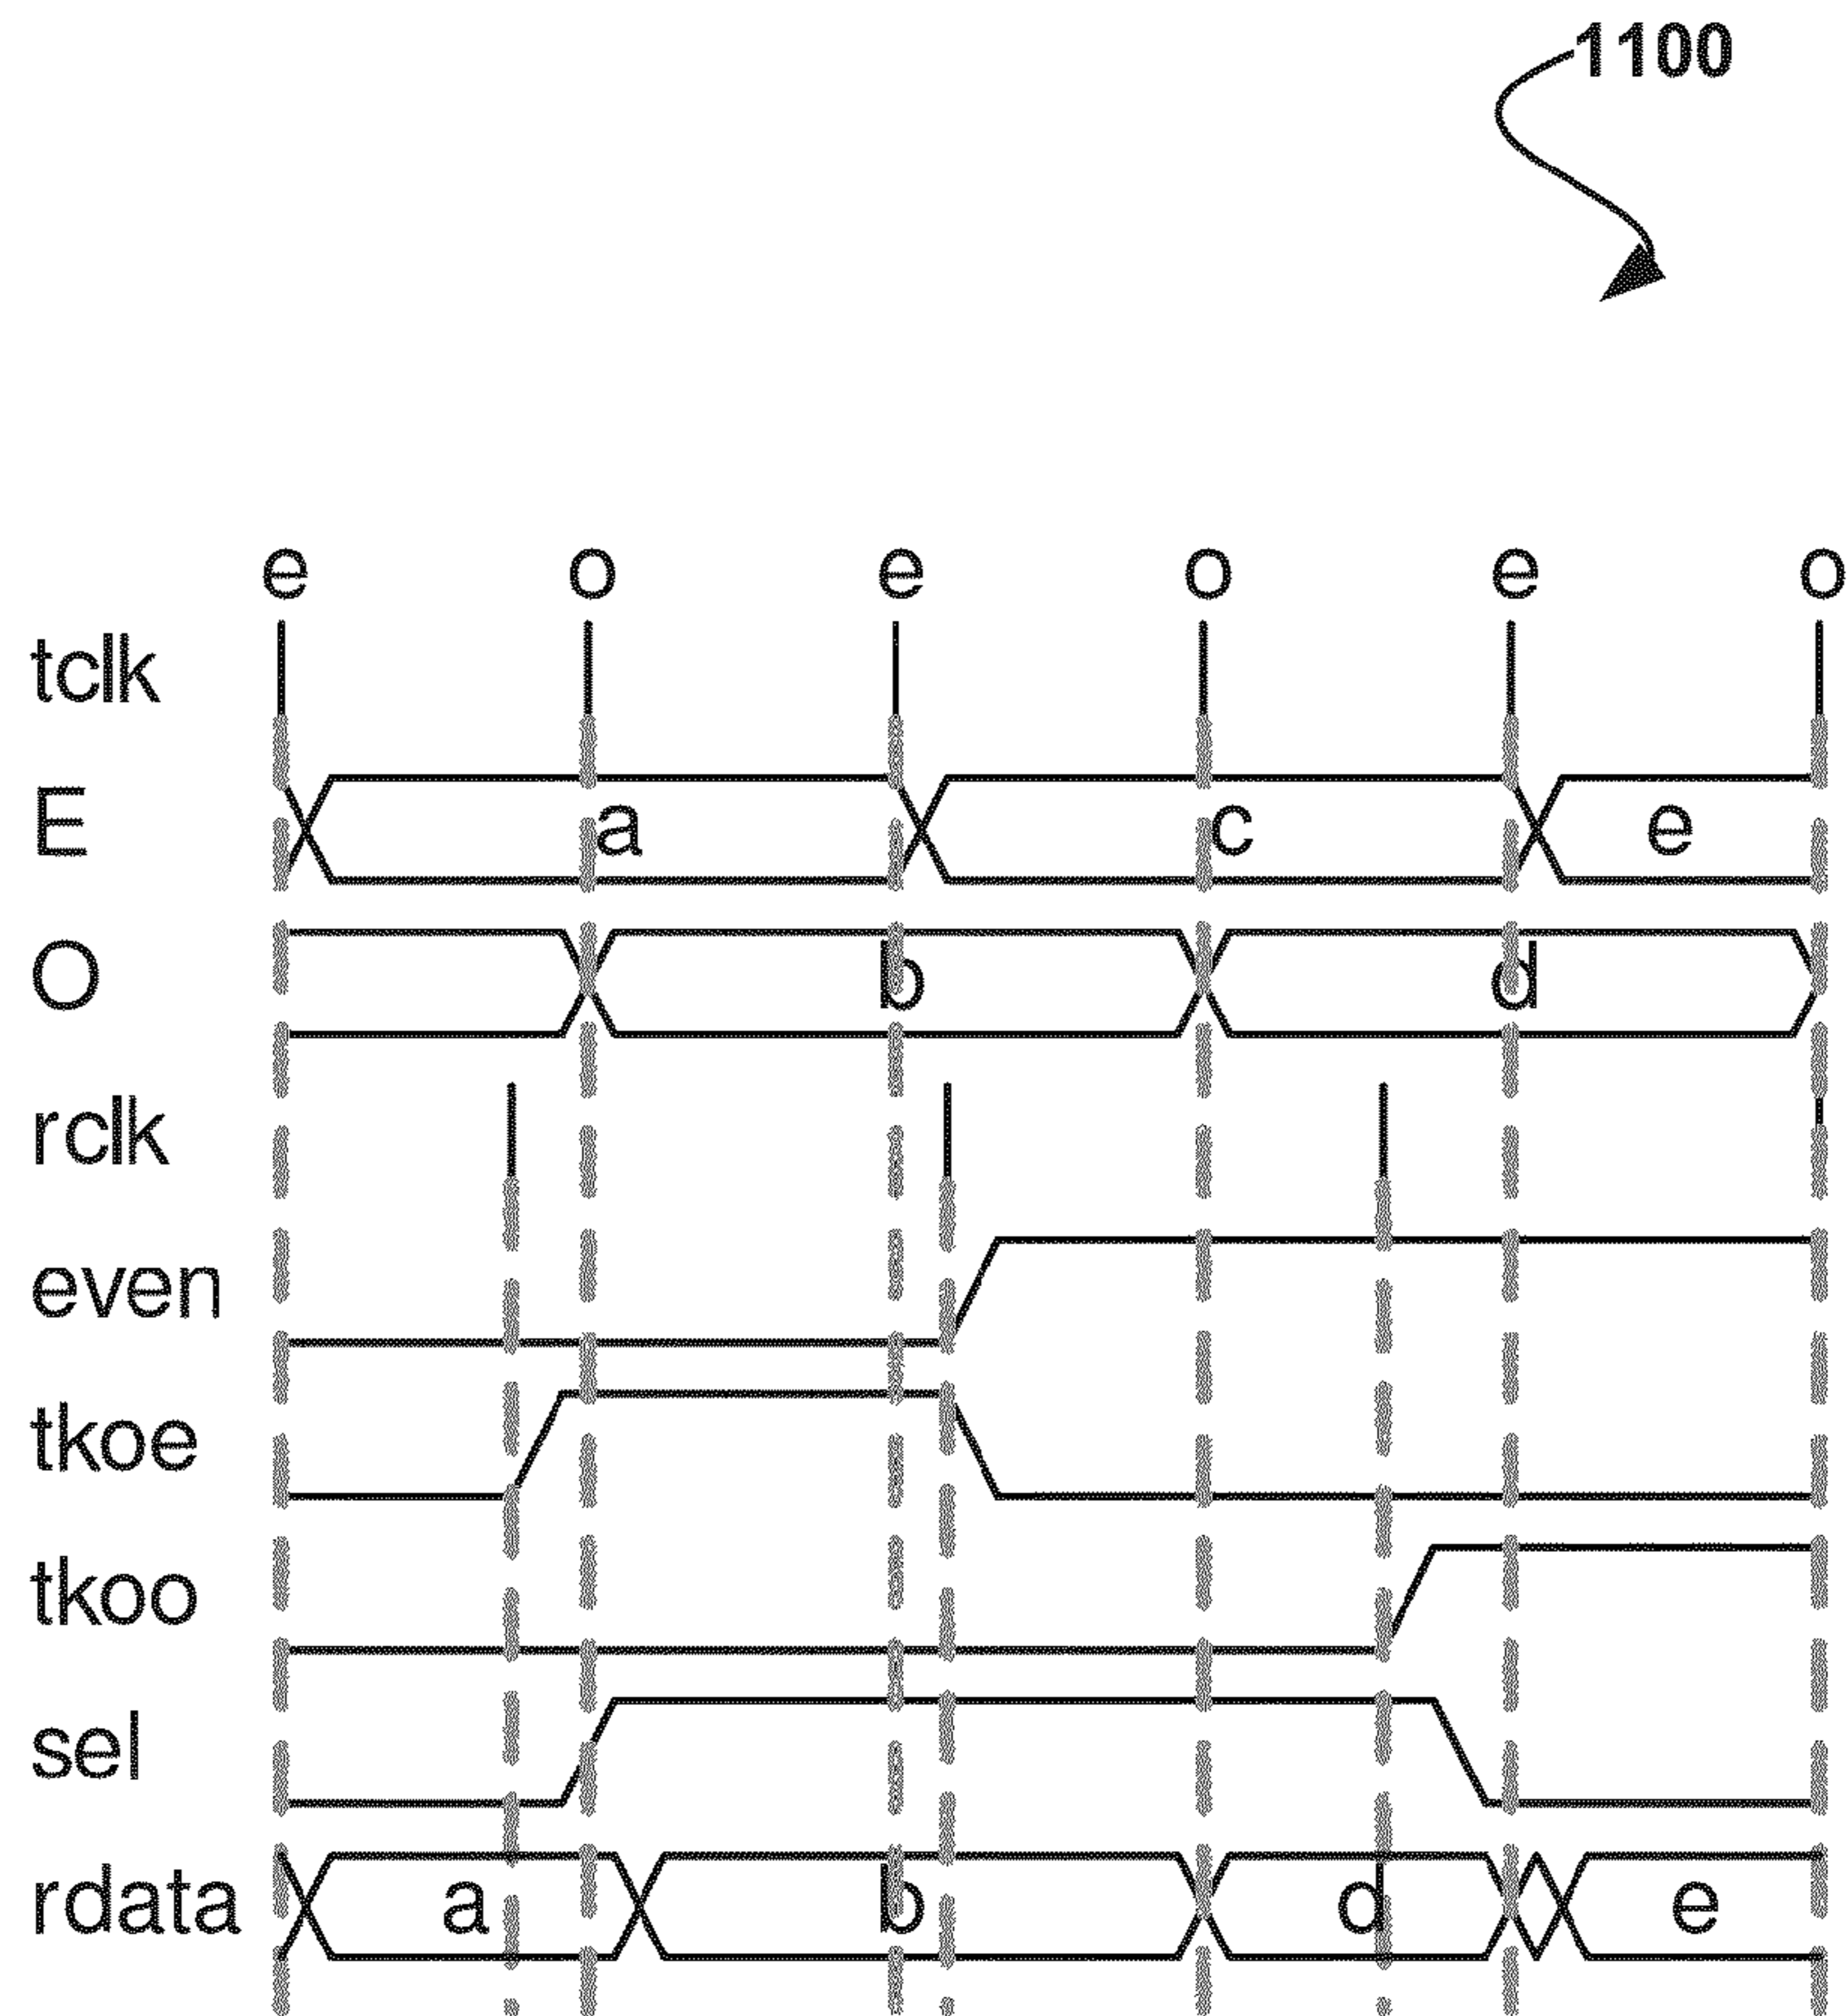 1100
e o e o e o
tclk
E a c e
O b d
rclk
even
tkoe
tkoo
sel
rdata a b d e